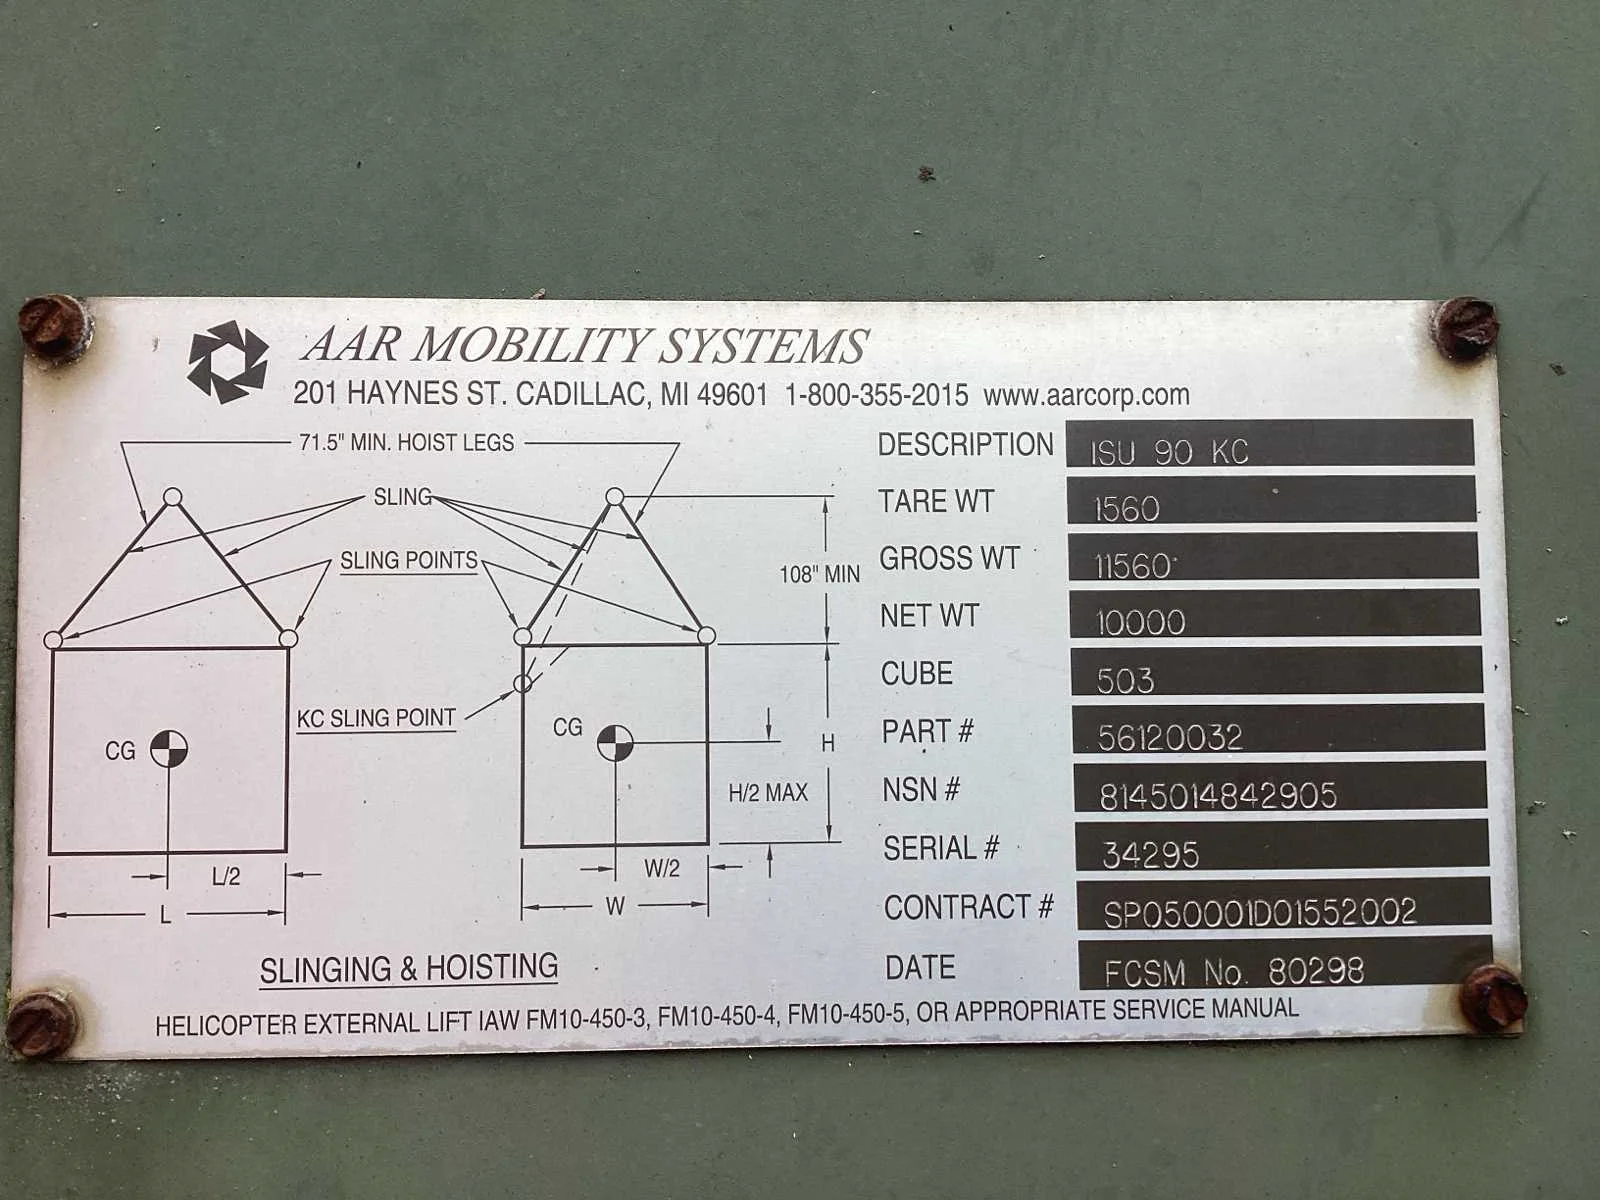 AAR MOBILITY SYSTEMS
201 HAYNES ST. CADILLAC, MI 49601 1-800-355-2015 www.aarcorp.com
71.5" MIN. HOIST LEGS
SLING
SLING POINTS
108" MIN
KC SLING POINT
CG
CG
H
H/2 MAX
L/2
W/2
L
W
SLINGING & HOISTING
DESCRIPTION ISU 90 KC
TARE WT 1560
GROSS WT 11560
NET WT 10000
CUBE 503
PART # 56120032
NSN # 8145014842905
SERIAL # 34295
CONTRACT # SP050001D01552002
DATE FCSM No. 80298
HELICOPTER EXTERNAL LIFT IAW FM10-450-3, FM10-450-4, FM10-450-5, OR APPROPRIATE SERVICE MANUAL